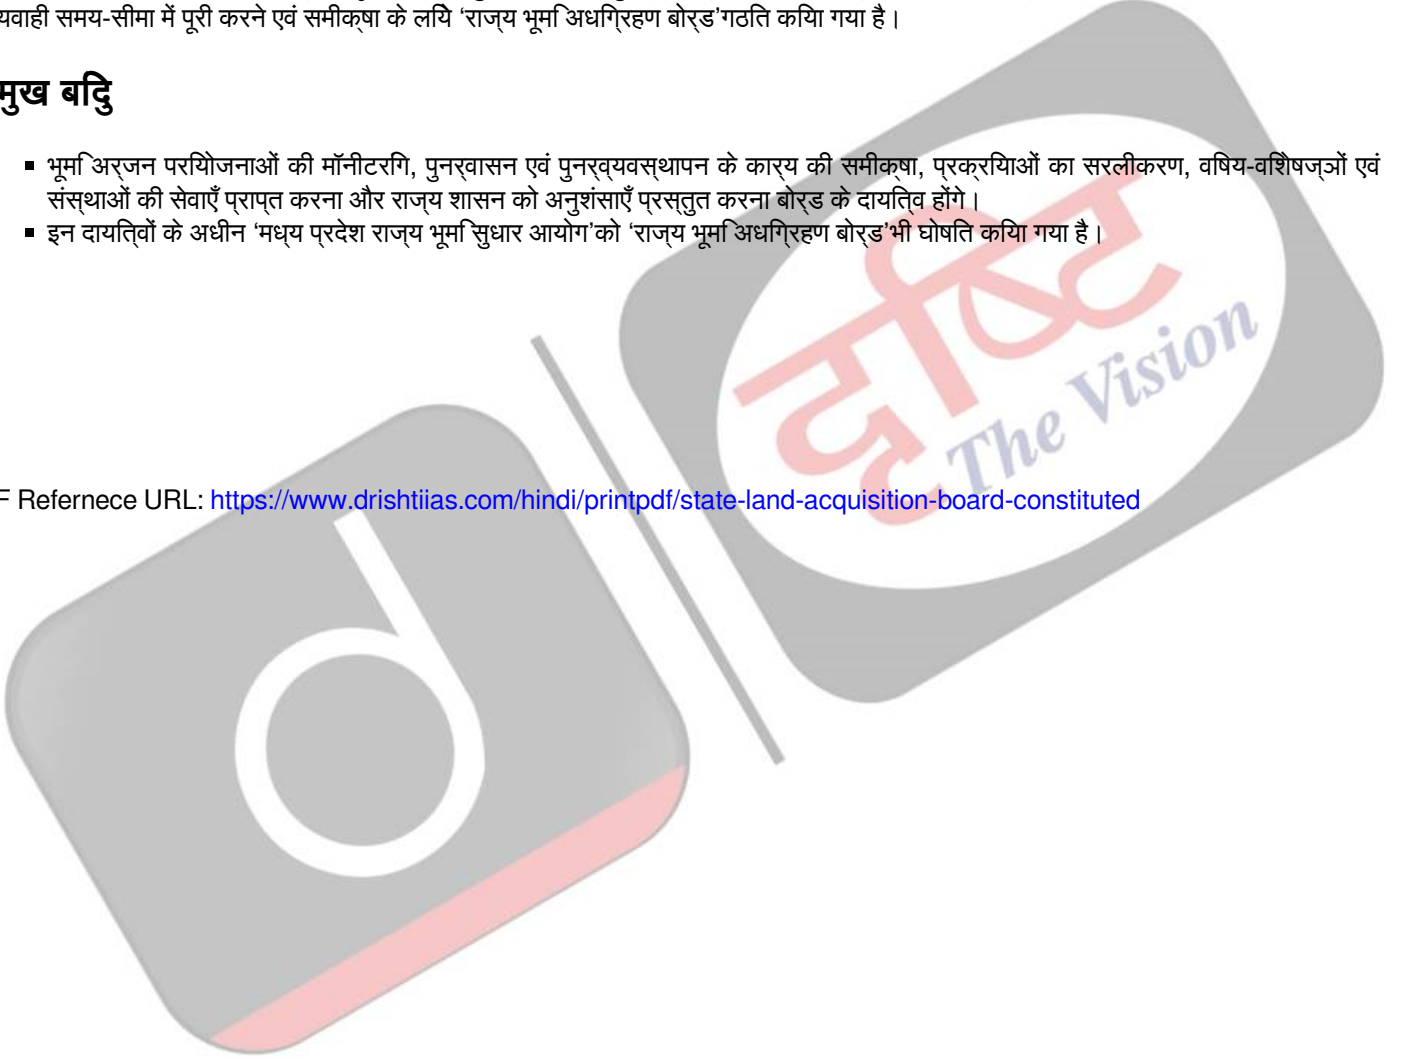 यवाही समय-सीमा में पूरी करने एवं समीक्षा के लिये ‘राज्य भूमि अधिग्रहण बोर्ड’ गठित किया गया है।
मुख बिंदु
▪ भूमि अर्जन परियोजनाओं की मॉनीटरिंग, पुनर्वासन एवं पुनर्व्यवस्थापन के कार्य की समीक्षा, प्रक्रियाओं का सरलीकरण, विषय-विशेषज्ञों एवं
संस्थाओं की सेवाएँ प्राप्त करना और राज्य शासन को अनुशंसाएँ प्रस्तुत करना बोर्ड के दायित्व होंगे।
▪ इन दायित्वों के अधीन ‘मध्य प्रदेश राज्य भूमि सुधार आयोग’ को ‘राज्य भूमि अधिग्रहण बोर्ड’ भी घोषित किया गया है।
दृष्टि
The Vision
F Refernece URL: https://www.drishtiias.com/hindi/printpdf/state-land-acquisition-board-constituted
d